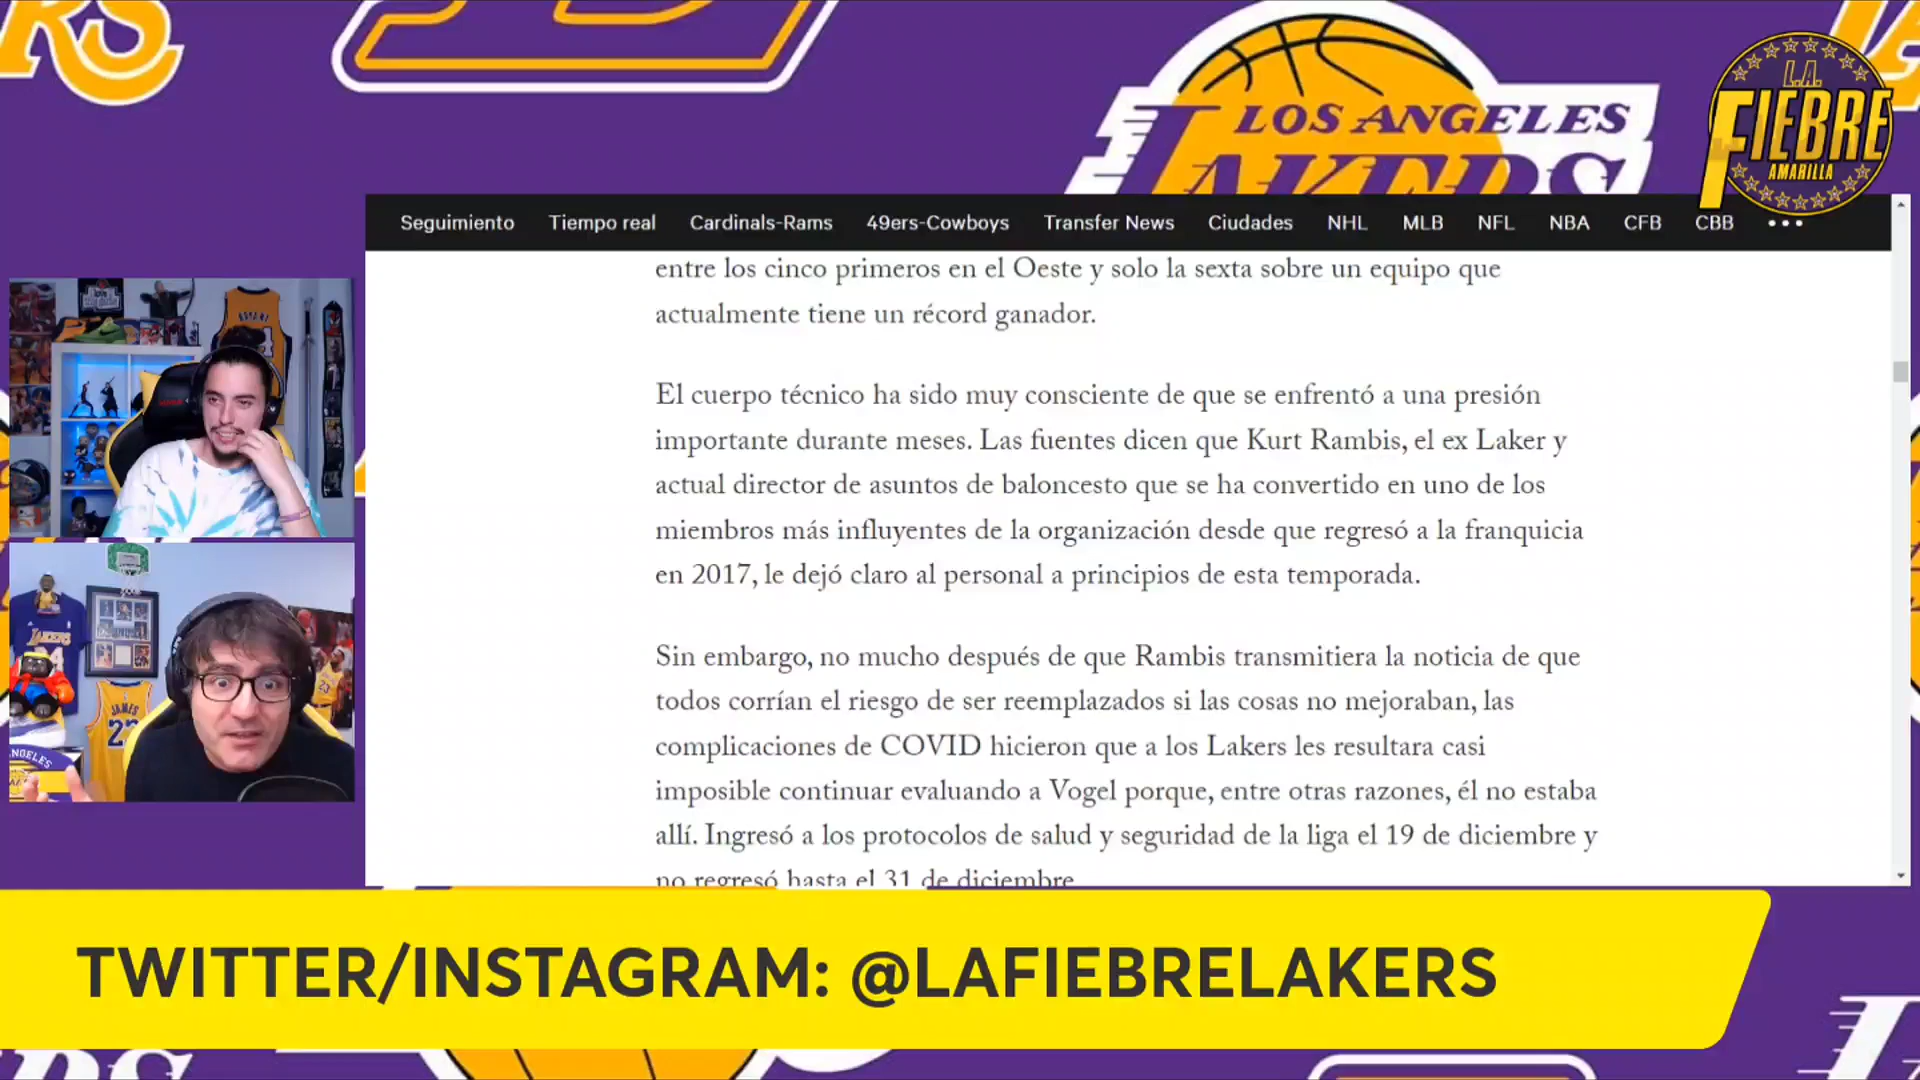 RS
LOS ANGELES
LAKERS
L.A.
FIEBRE
AMARILLA
Seguimiento Tiempo real Cardinals-Rams 49ers-Cowboys Transfer News Ciudades NHL MLB NFL NBA CFB CBB •••
entre los cinco primeros en el Oeste y solo la sexta sobre un equipo que
actualmente tiene un récord ganador.
El cuerpo técnico ha sido muy consciente de que se enfrentó a una presión
importante durante meses. Las fuentes dicen que Kurt Rambis, el ex Laker y
actual director de asuntos de baloncesto que se ha convertido en uno de los
miembros más influyentes de la organización desde que regresó a la franquicia
en 2017, le dejó claro al personal a principios de esta temporada.
Sin embargo, no mucho después de que Rambis transmitiera la noticia de que
todos corrían el riesgo de ser reemplazados si las cosas no mejoraban, las
complicaciones de COVID hicieron que a los Lakers les resultara casi
imposible continuar evaluando a Vogel porque, entre otras razones, él no estaba
allí. Ingresó a los protocolos de salud y seguridad de la liga el 19 de diciembre y
no regresó hasta el 31 de diciembre
LAKERS
JAMES
23
TWITTER/INSTAGRAM: @LAFIEBRELAKERS